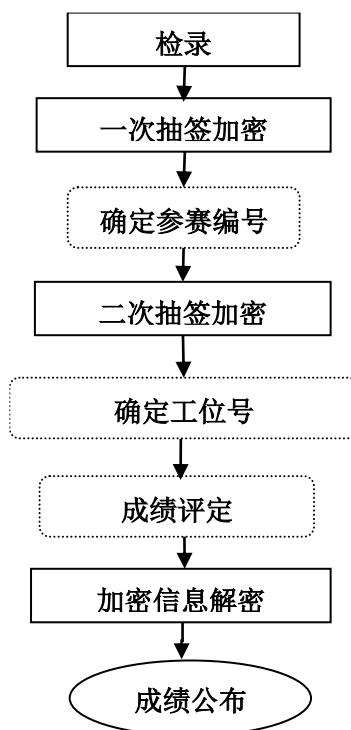 检录
一次抽签加密
确定参赛编号
二次抽签加密
确定工位号
成绩评定
加密信息解密
成绩公布